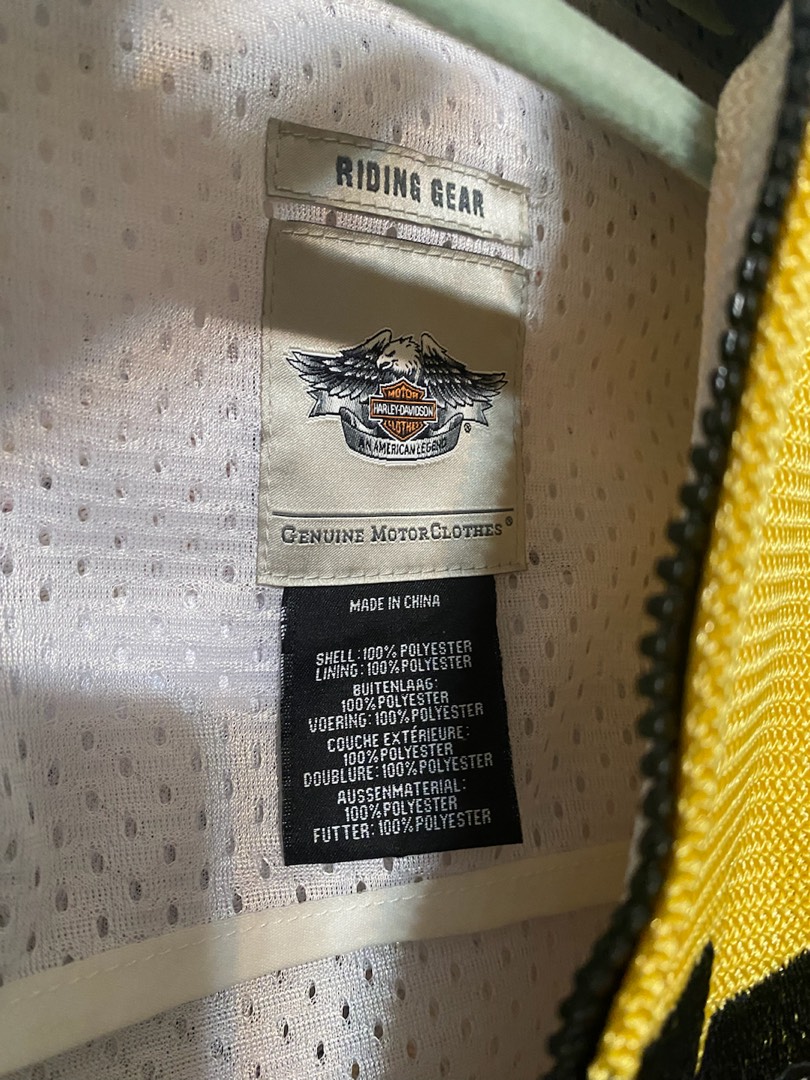 RIDING GEAR
MOTOR
HARLEY-DAVIDSON
CLOTHES
AN AMERICAN LEGEND
®
GENUINE MOTORCLOTHES®
MADE IN CHINA
SHELL: 100% POLYESTER
LINING: 100% POLYESTER
BUITENLAAG:
100% POLYESTER
VOERING: 100% POLYESTER
COUCHE EXTÉRIEURE:
100% POLYESTER
DOUBLURE: 100% POLYESTER
AUSSENMATERIAL:
100% POLYESTER
FUTTER: 100% POLYESTER